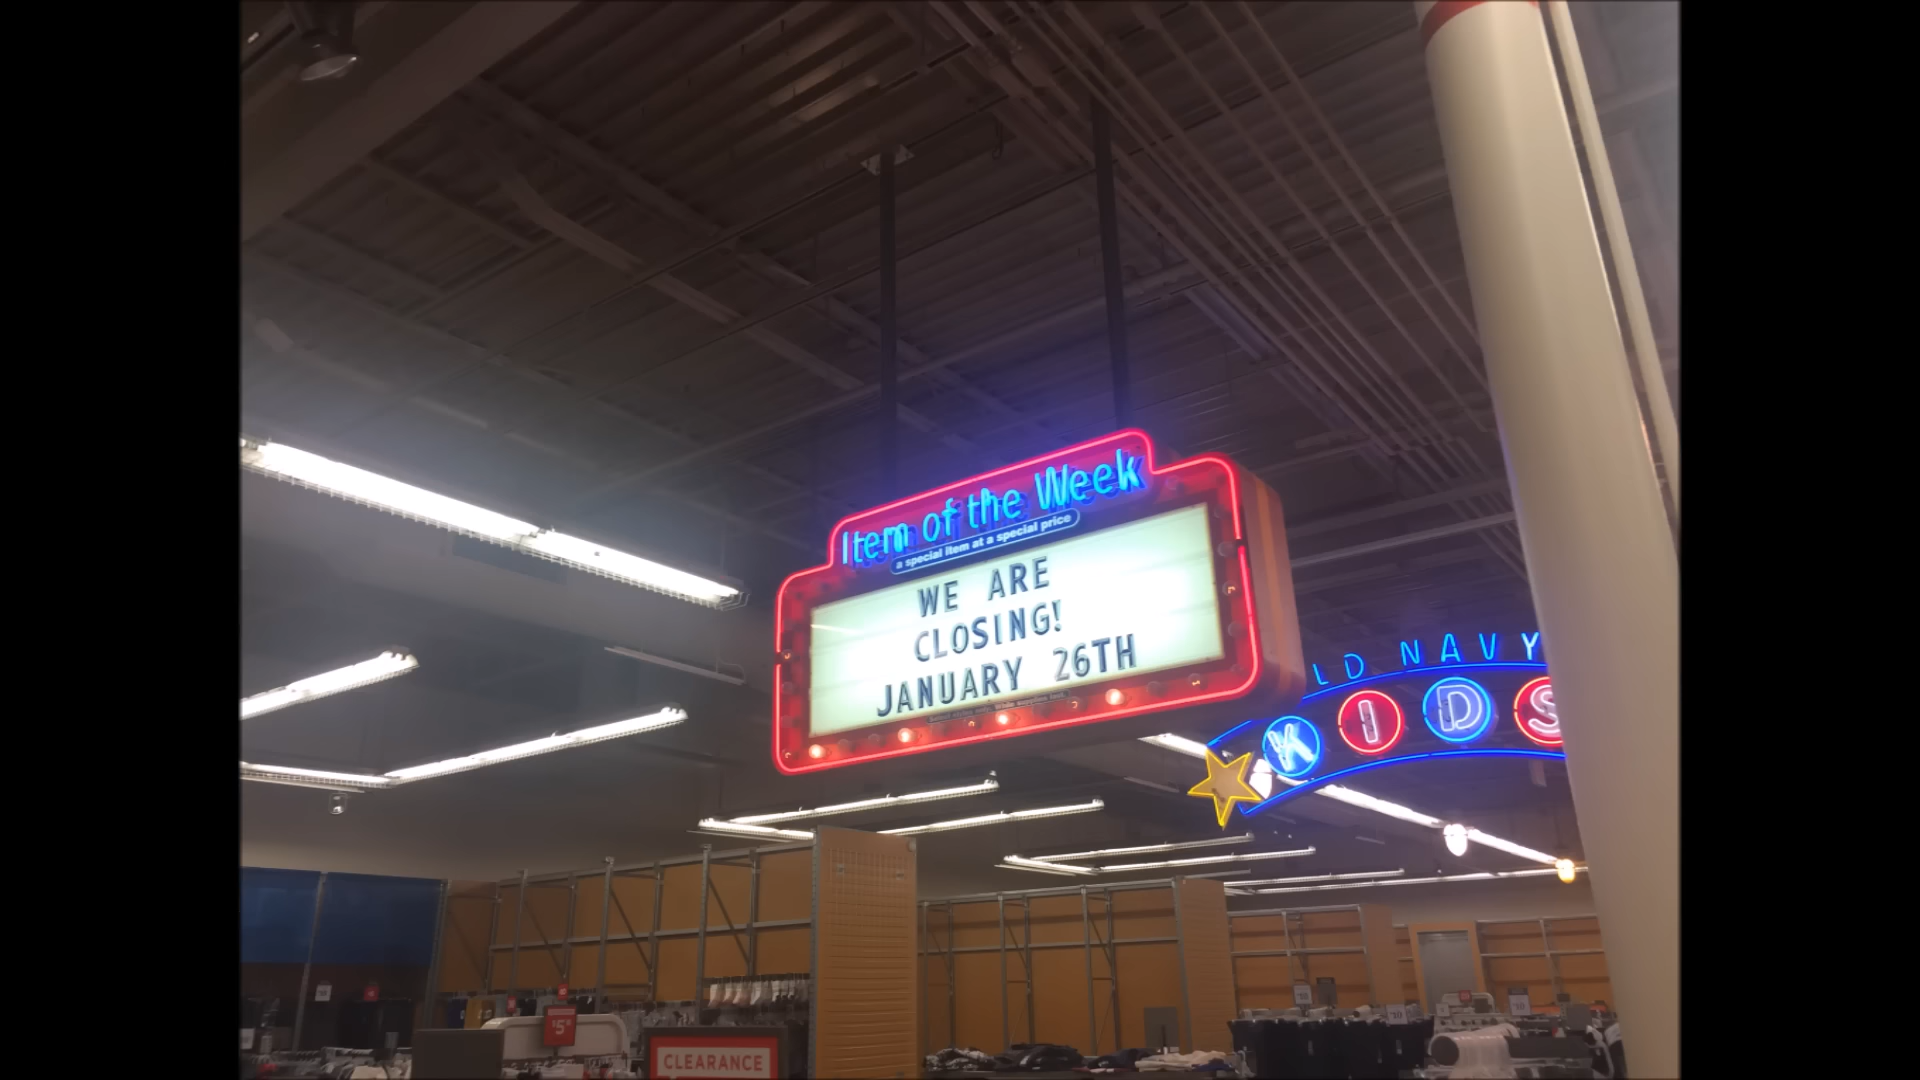 Item of the Week
a special item at a special price
WE ARE
CLOSING!
JANUARY 26TH
LD NAVY
KIDS
$5
CLEARANCE